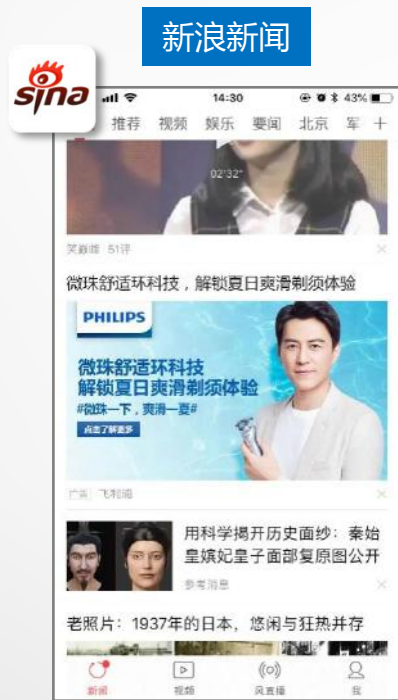 新浪新闻
sina
14:30
43%
推荐 视频 娱乐 要闻 北京 军 +
02'32"
51评
微珠舒适环科技，解锁夏日爽滑剃须体验
PHILIPS
微珠舒适环科技
解锁夏日爽滑剃须体验
#微珠一下，爽滑一夏#
点击了解更多
广告 飞利浦
用科学揭开历史面纱：秦始
皇嫔妃皇子面部复原图公开
参考消息
老照片：1937年的日本，悠闲与狂热并存
新闻 视频 风直播 我